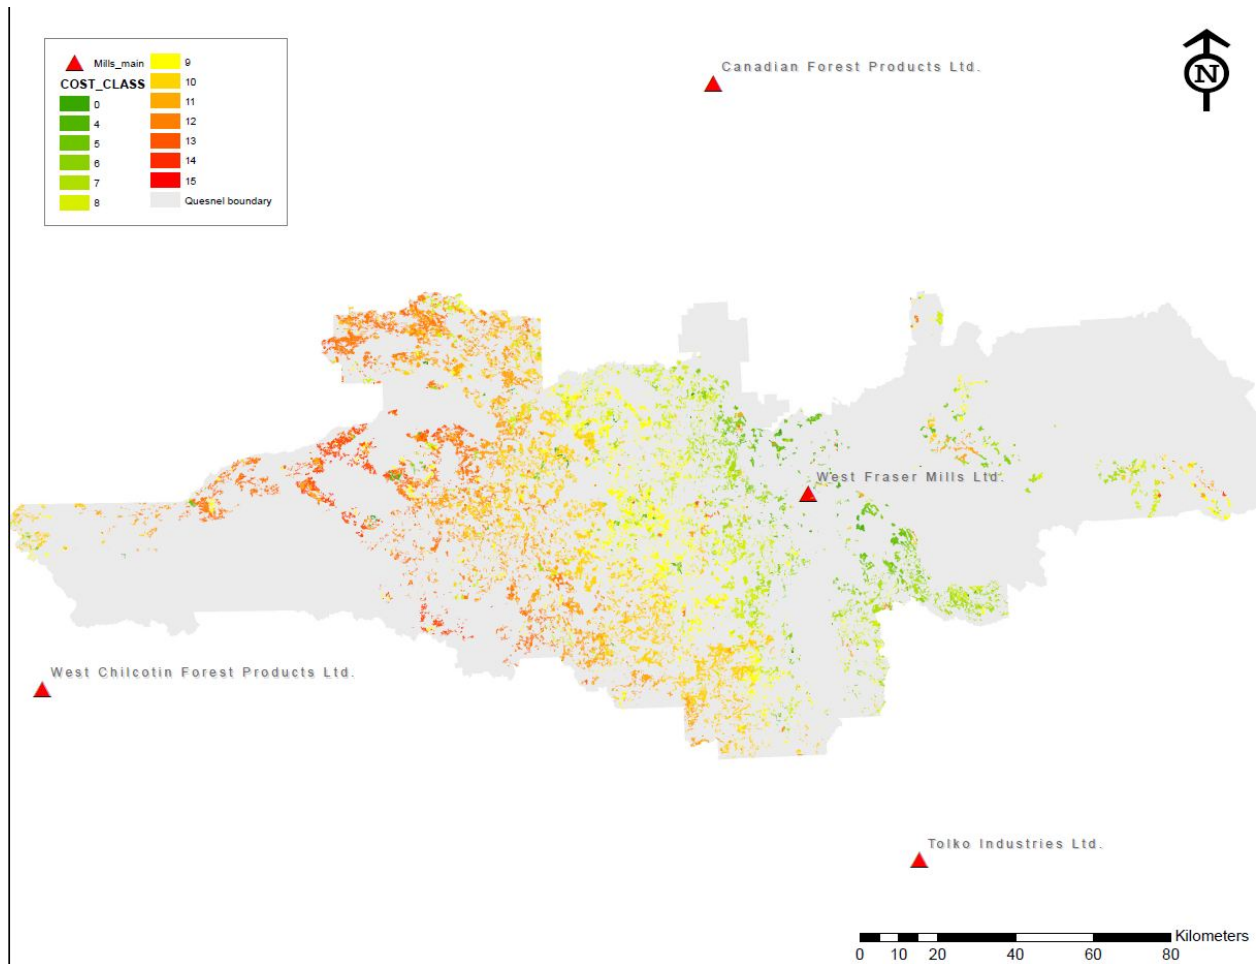 Mills_main
COST_CLASS
0
4
5
6
7
8
9
10
11
12
13
14
15
Quesnel boundary
Canadian Forest Products Ltd.
N
West Fraser Mills Ltd.
West Chilcotin Forest Products Ltd.
Tolko Industries Ltd.
Kilometers
0 10 20 40 60 80